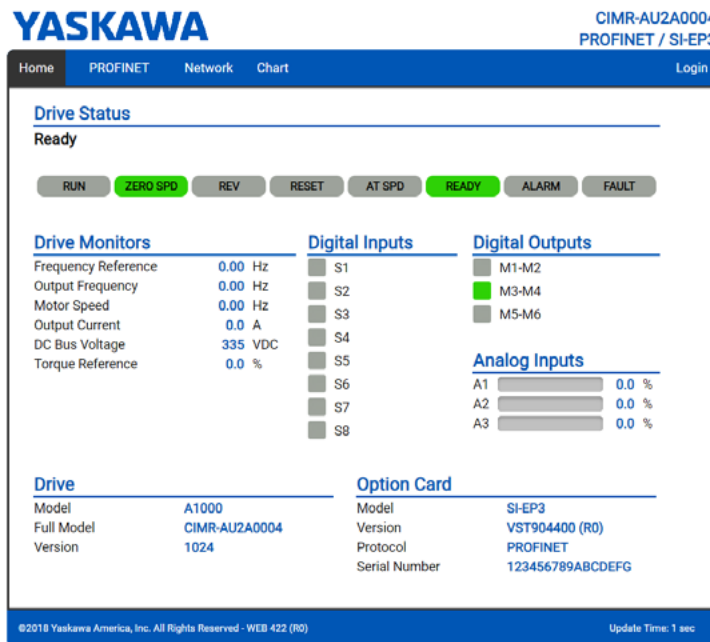 YASKAWA
CIMR-AU2A0004
PROFINET / SI-EP3
Home PROFINET Network Chart Login
Drive Status
Ready
RUN ZERO SPD REV RESET AT SPD READY ALARM FAULT
Drive Monitors
Frequency Reference 0.00 Hz
Output Frequency 0.00 Hz
Motor Speed 0.00 Hz
Output Current 0.0 A
DC Bus Voltage 335 VDC
Torque Reference 0.0 %
Digital Inputs
S1
S2
S3
S4
S5
S6
S7
S8
Digital Outputs
M1-M2
M3-M4
M5-M6
Analog Inputs
A1 0.0 %
A2 0.0 %
A3 0.0 %
Drive
Model A1000
Full Model CIMR-AU2A0004
Version 1024
Option Card
Model SI-EP3
Version VST904400 (R0)
Protocol PROFINET
Serial Number 123456789ABCDEFG
©2018 Yaskawa America, Inc. All Rights Reserved - WEB 422 (R0) Update Time: 1 sec